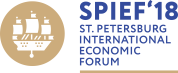 SPIEF'18
ST. PETERSBURG
INTERNATIONAL
ECONOMIC
FORUM